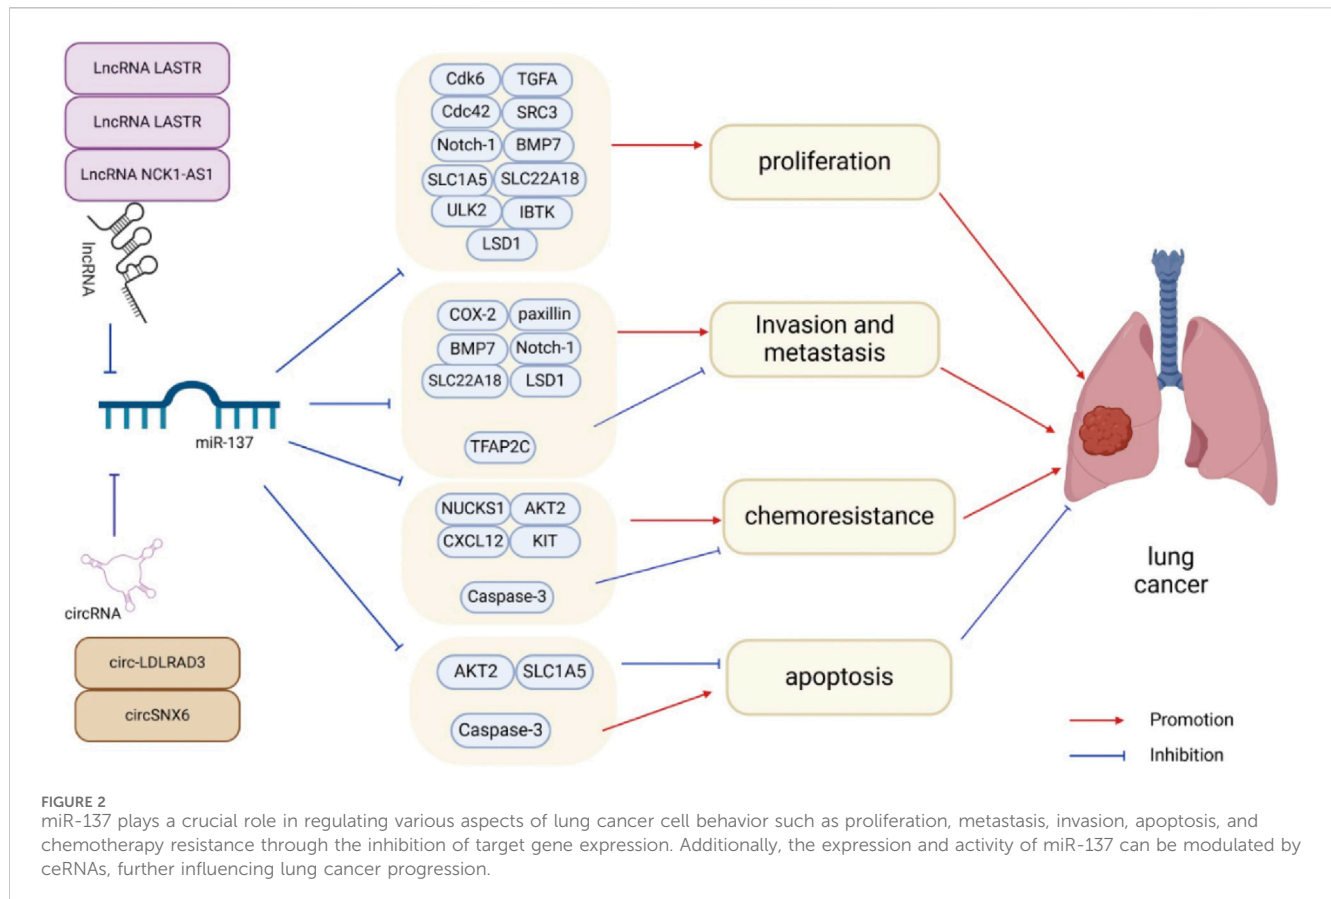 LncRNA LASTR
LncRNA LASTR
LncRNA NCK1-AS1
lncRNA
miR-137
circRNA
circ-LDLRAD3
circSNX6
Cdk6 TGFA
Cdc42 SRC3
Notch-1 BMP7
SLC1A5 SLC22A18
ULK2 IBTK
LSD1
COX-2 paxillin
BMP7 Notch-1
SLC22A18 LSD1
TFAP2C
NUCKS1 AKT2
CXCL12 KIT
Caspase-3
AKT2 SLC1A5
Caspase-3
proliferation
Invasion and
metastasis
chemoresistance
apoptosis
lung
cancer
Promotion
Inhibition
FIGURE 2
miR-137 plays a crucial role in regulating various aspects of lung cancer cell behavior such as proliferation, metastasis, invasion, apoptosis, and
chemotherapy resistance through the inhibition of target gene expression. Additionally, the expression and activity of miR-137 can be modulated by
ceRNAs, further influencing lung cancer progression.